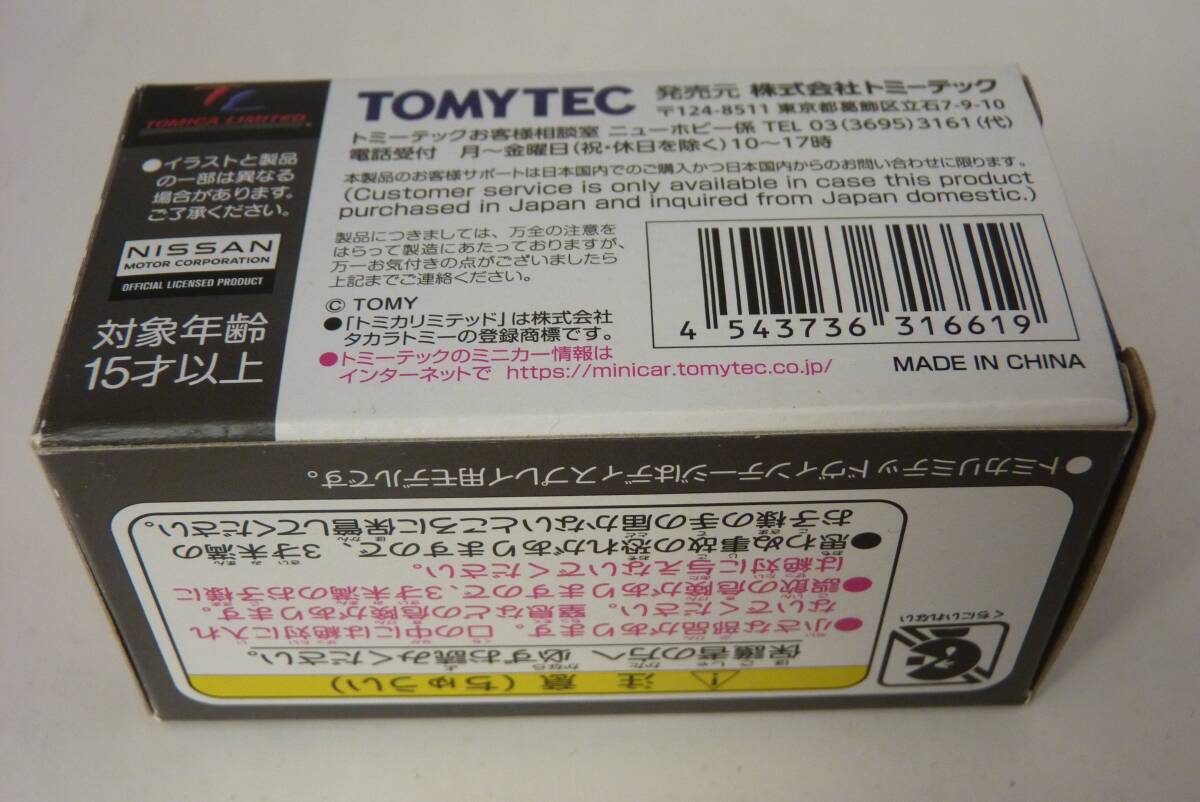 TOMICA LIMITED
●イラストと製品
の一部は異なる
場合があります。
ご了承ください。
NISSAN
MOTOR CORPORATION
OFFICIAL LICENSED PRODUCT
対象年齢
15才以上
TOMYTEC 発売元 株式会社トミーテック
〒124-8511 東京都葛飾区立石7-9-10
トミーテックお客様相談室 ニューホビー係 TEL 03(3695)3161(代)
電話受付 月～金曜日(祝・休日を除く)10～17時
本製品のお客様サポートは日本国内でのご購入かつ日本国内からのお問い合わせに限ります。
(Customer service is only available in case this product
purchased in Japan and inquired from Japan domestic.)
製品につきましては、万全の注意を
はらって製造にあたっておりますが、
万一お気付きの点がございましたら
上記までご連絡ください。
© TOMY
●「トミカリミテッド」は株式会社
タカラトミーの登録商標です。
●トミーテックのミニカー情報は
インターネットで https://minicar.tomytec.co.jp/
4 543736 316619
MADE IN CHINA
注意(ちゅうい)
保護者の方へ 必ずお読みください。
●小さな部品があります。口の中には絶対に入れ
ないでください。窒息などの危険があります。
●誤飲の危険がありますので、3才未満のお子様に
は絶対に与えないでください。
●思わぬ事故の恐れがありますので、3才未満の
お子様の手の届かないところに保管してください。
くちにいれない
●トミカリミテッドヴィンテージはディスプレイ用モデルです。